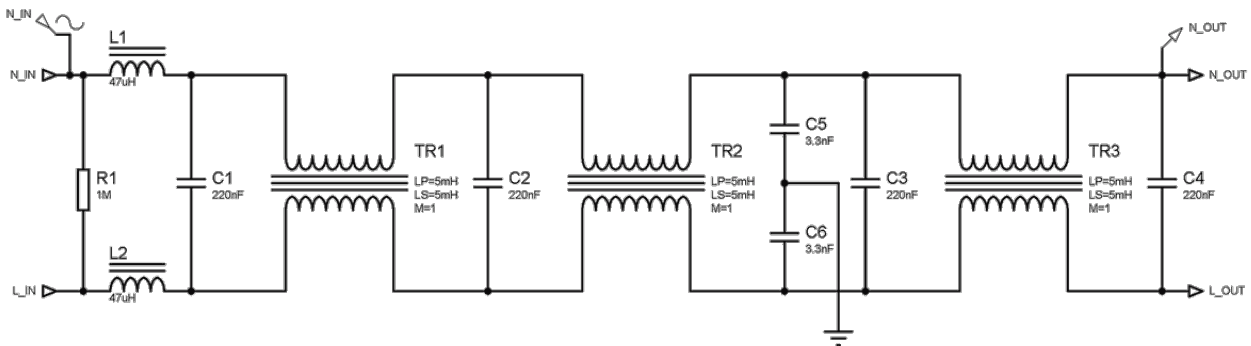 N_IN
N_OUT
L1
N_IN
47uH
N_OUT
C5
3,3nF
TR1
TR2
TR3
R1
1M
C1
220nF
LP=5mH
LS=5mH
M=1
C2
220nF
LP=5mH
LS=5mH
M=1
C3
220nF
LP=5mH
LS=5mH
M=1
C4
220nF
C6
3,3nF
L2
L_IN
47uH
L_OUT